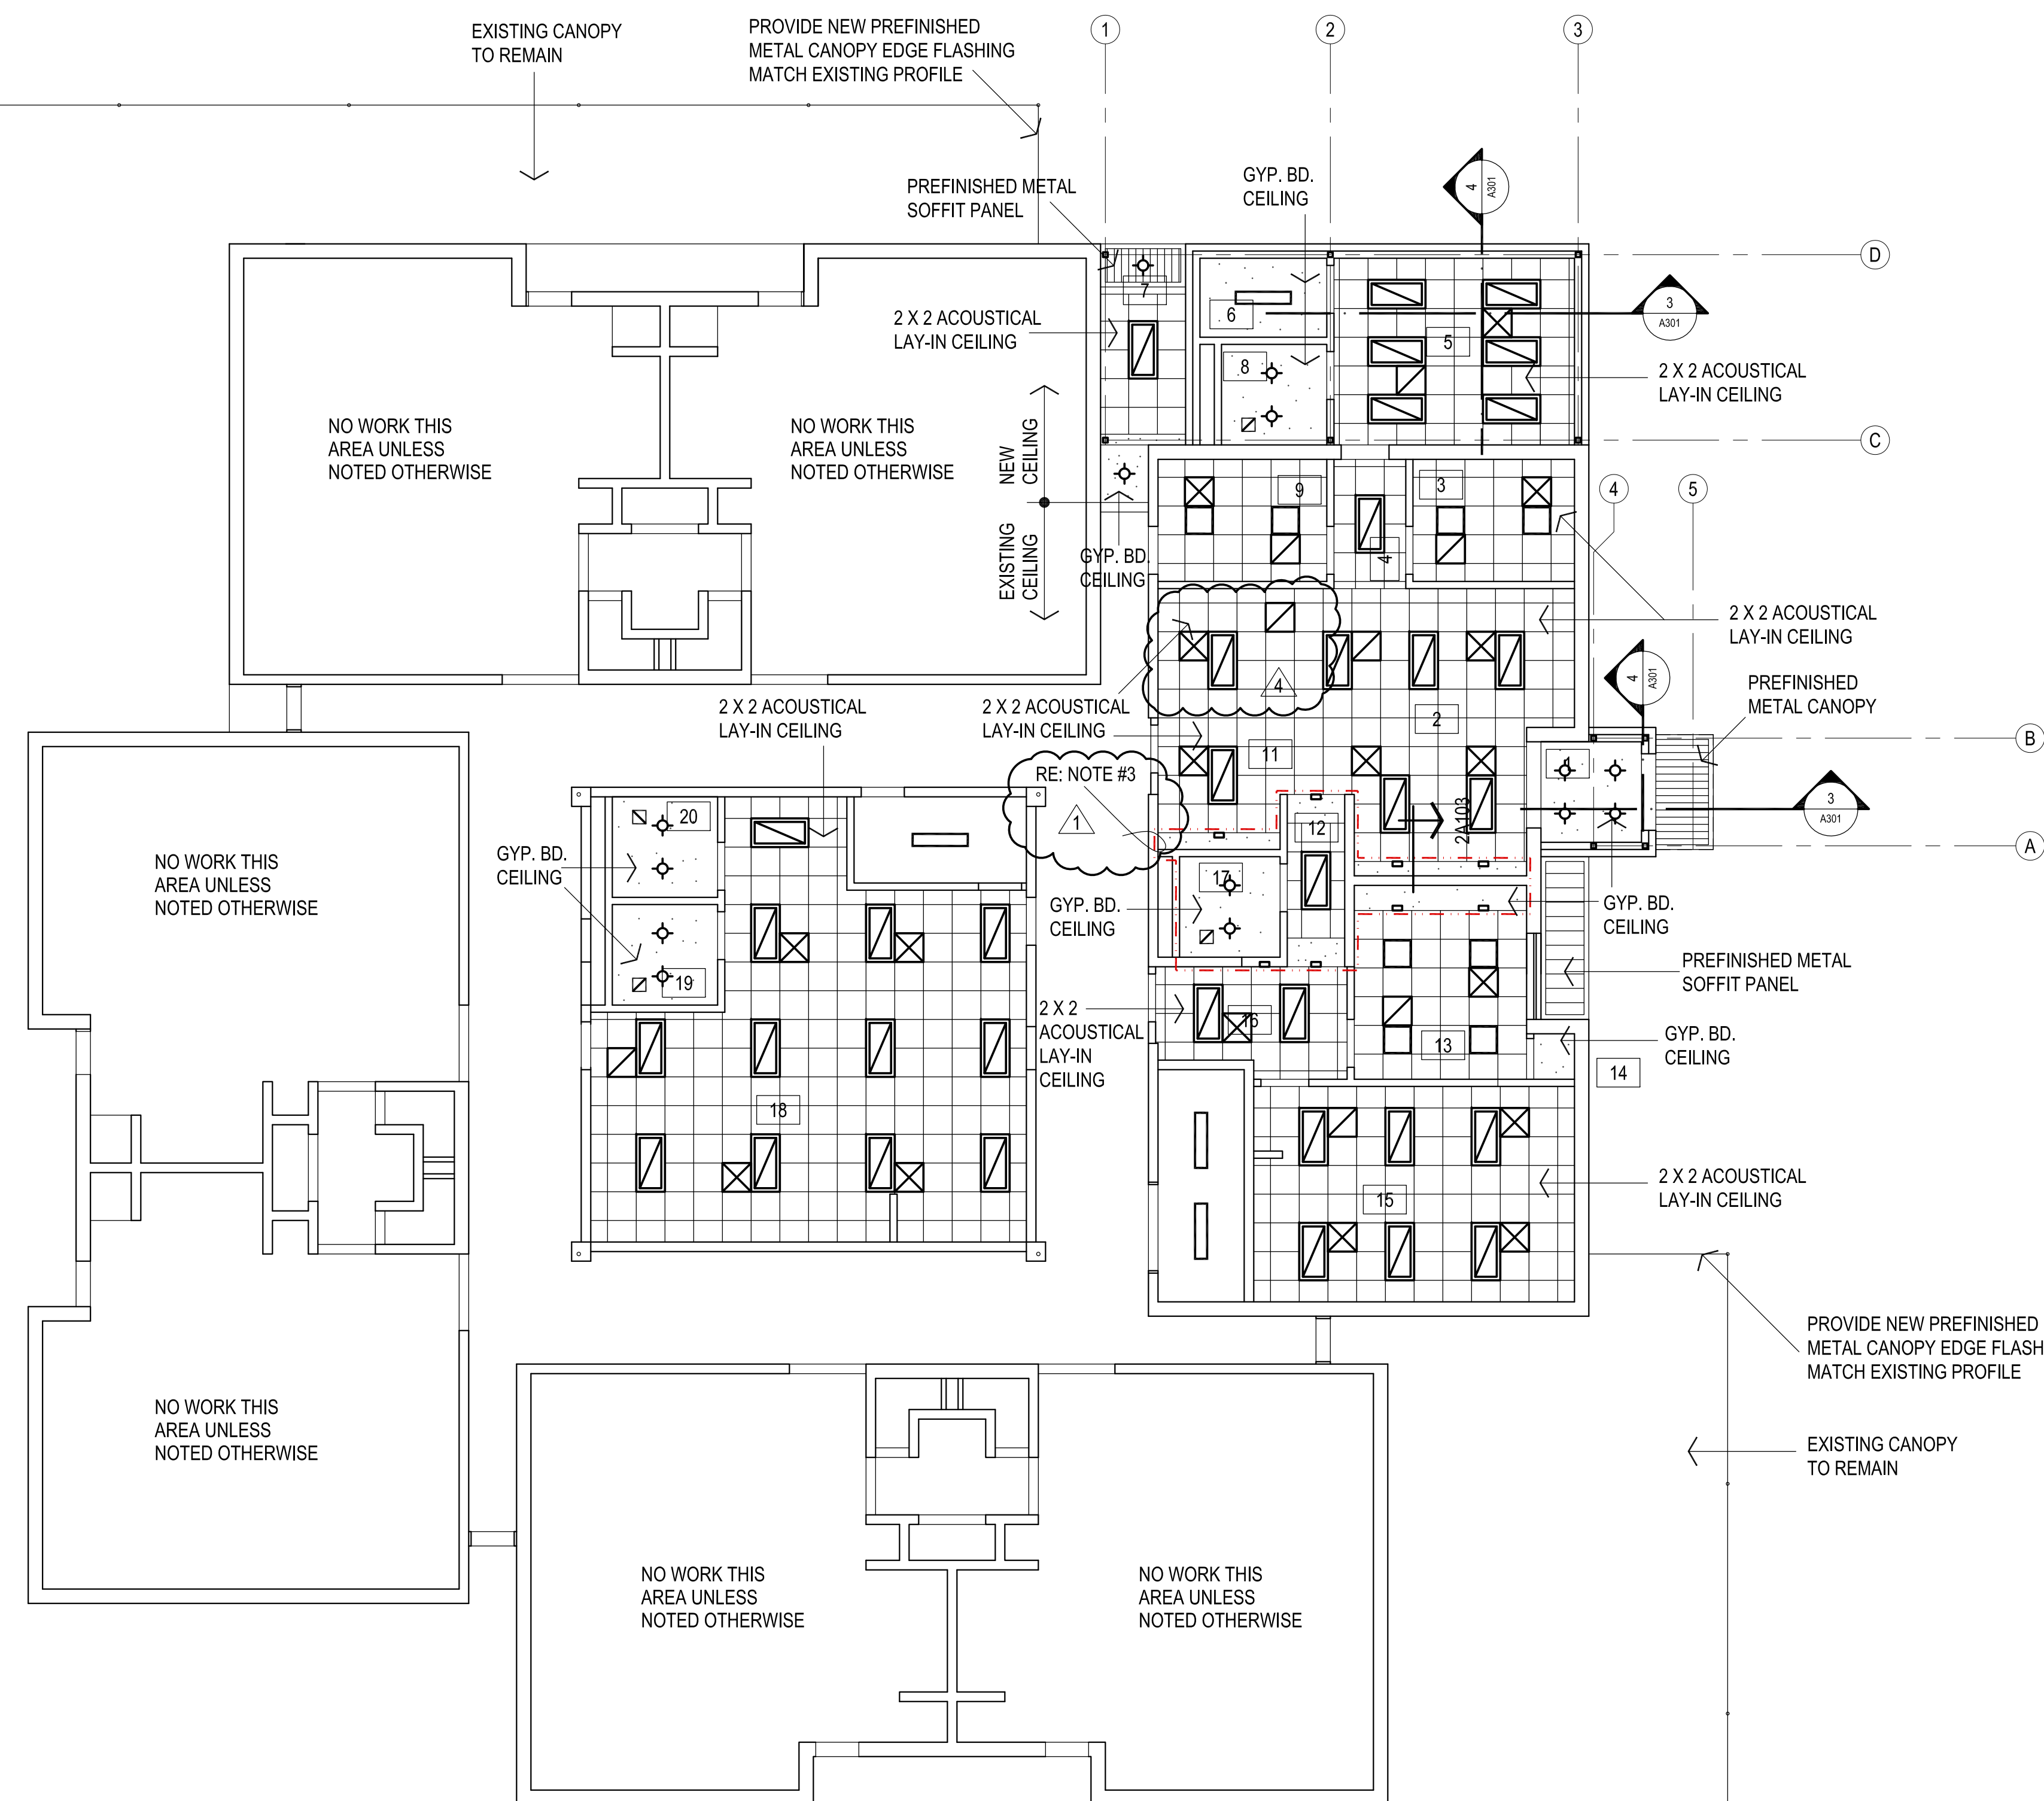 EXISTING CANOPY
TO REMAIN
PROVIDE NEW PREFINISHED
METAL CANOPY EDGE FLASHING
MATCH EXISTING PROFILE
1
2
3
PREFINISHED METAL
SOFFIT PANEL
GYP. BD.
CEILING
4
A301
D
3
A301
7
6
5
8
2 X 2 ACOUSTICAL
LAY-IN CEILING
2 X 2 ACOUSTICAL
LAY-IN CEILING
NO WORK THIS
AREA UNLESS
NOTED OTHERWISE
NO WORK THIS
AREA UNLESS
NOTED OTHERWISE
NEW
CEILING
EXISTING
CEILING
C
4
5
9
3
4
GYP. BD.
CEILING
2 X 2 ACOUSTICAL
LAY-IN CEILING
4
A301
PREFINISHED
METAL CANOPY
4
2
11
2 X 2 ACOUSTICAL
LAY-IN CEILING
2 X 2 ACOUSTICAL
LAY-IN CEILING
B
1
RE: NOTE #3
1
3
A301
2A103
12
A
20
GYP. BD.
CEILING
NO WORK THIS
AREA UNLESS
NOTED OTHERWISE
17
GYP. BD.
CEILING
GYP. BD.
CEILING
19
PREFINISHED METAL
SOFFIT PANEL
2 X 2
ACOUSTICAL
LAY-IN
CEILING
16
13
GYP. BD.
CEILING
14
18
15
2 X 2 ACOUSTICAL
LAY-IN CEILING
PROVIDE NEW PREFINISHED
METAL CANOPY EDGE FLASH
MATCH EXISTING PROFILE
NO WORK THIS
AREA UNLESS
NOTED OTHERWISE
EXISTING CANOPY
TO REMAIN
NO WORK THIS
AREA UNLESS
NOTED OTHERWISE
NO WORK THIS
AREA UNLESS
NOTED OTHERWISE